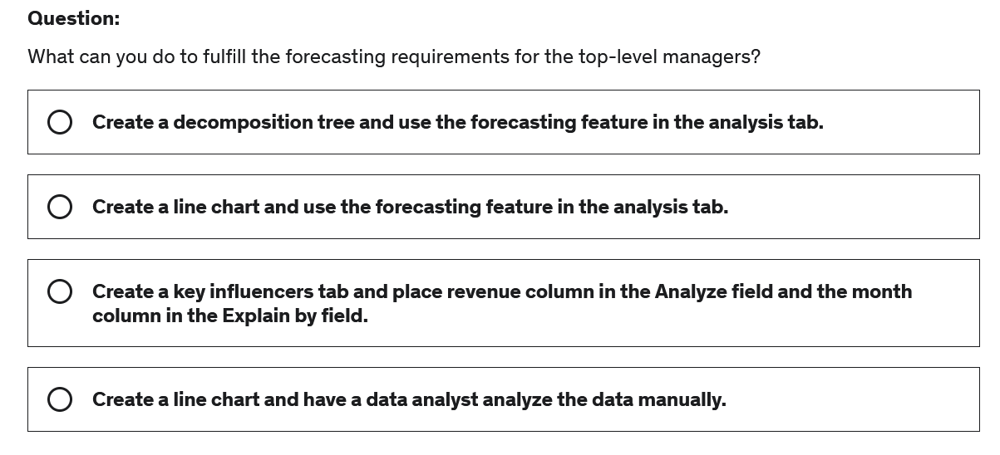 Question:
What can you do to fulfill the forecasting requirements for the top-level managers?
Create a decomposition tree and use the forecasting feature in the analysis tab.
Create a line chart and use the forecasting feature in the analysis tab.
Create a key influencers tab and place revenue column in the Analyze field and the month
column in the Explain by field.
Create a line chart and have a data analyst analyze the data manually.